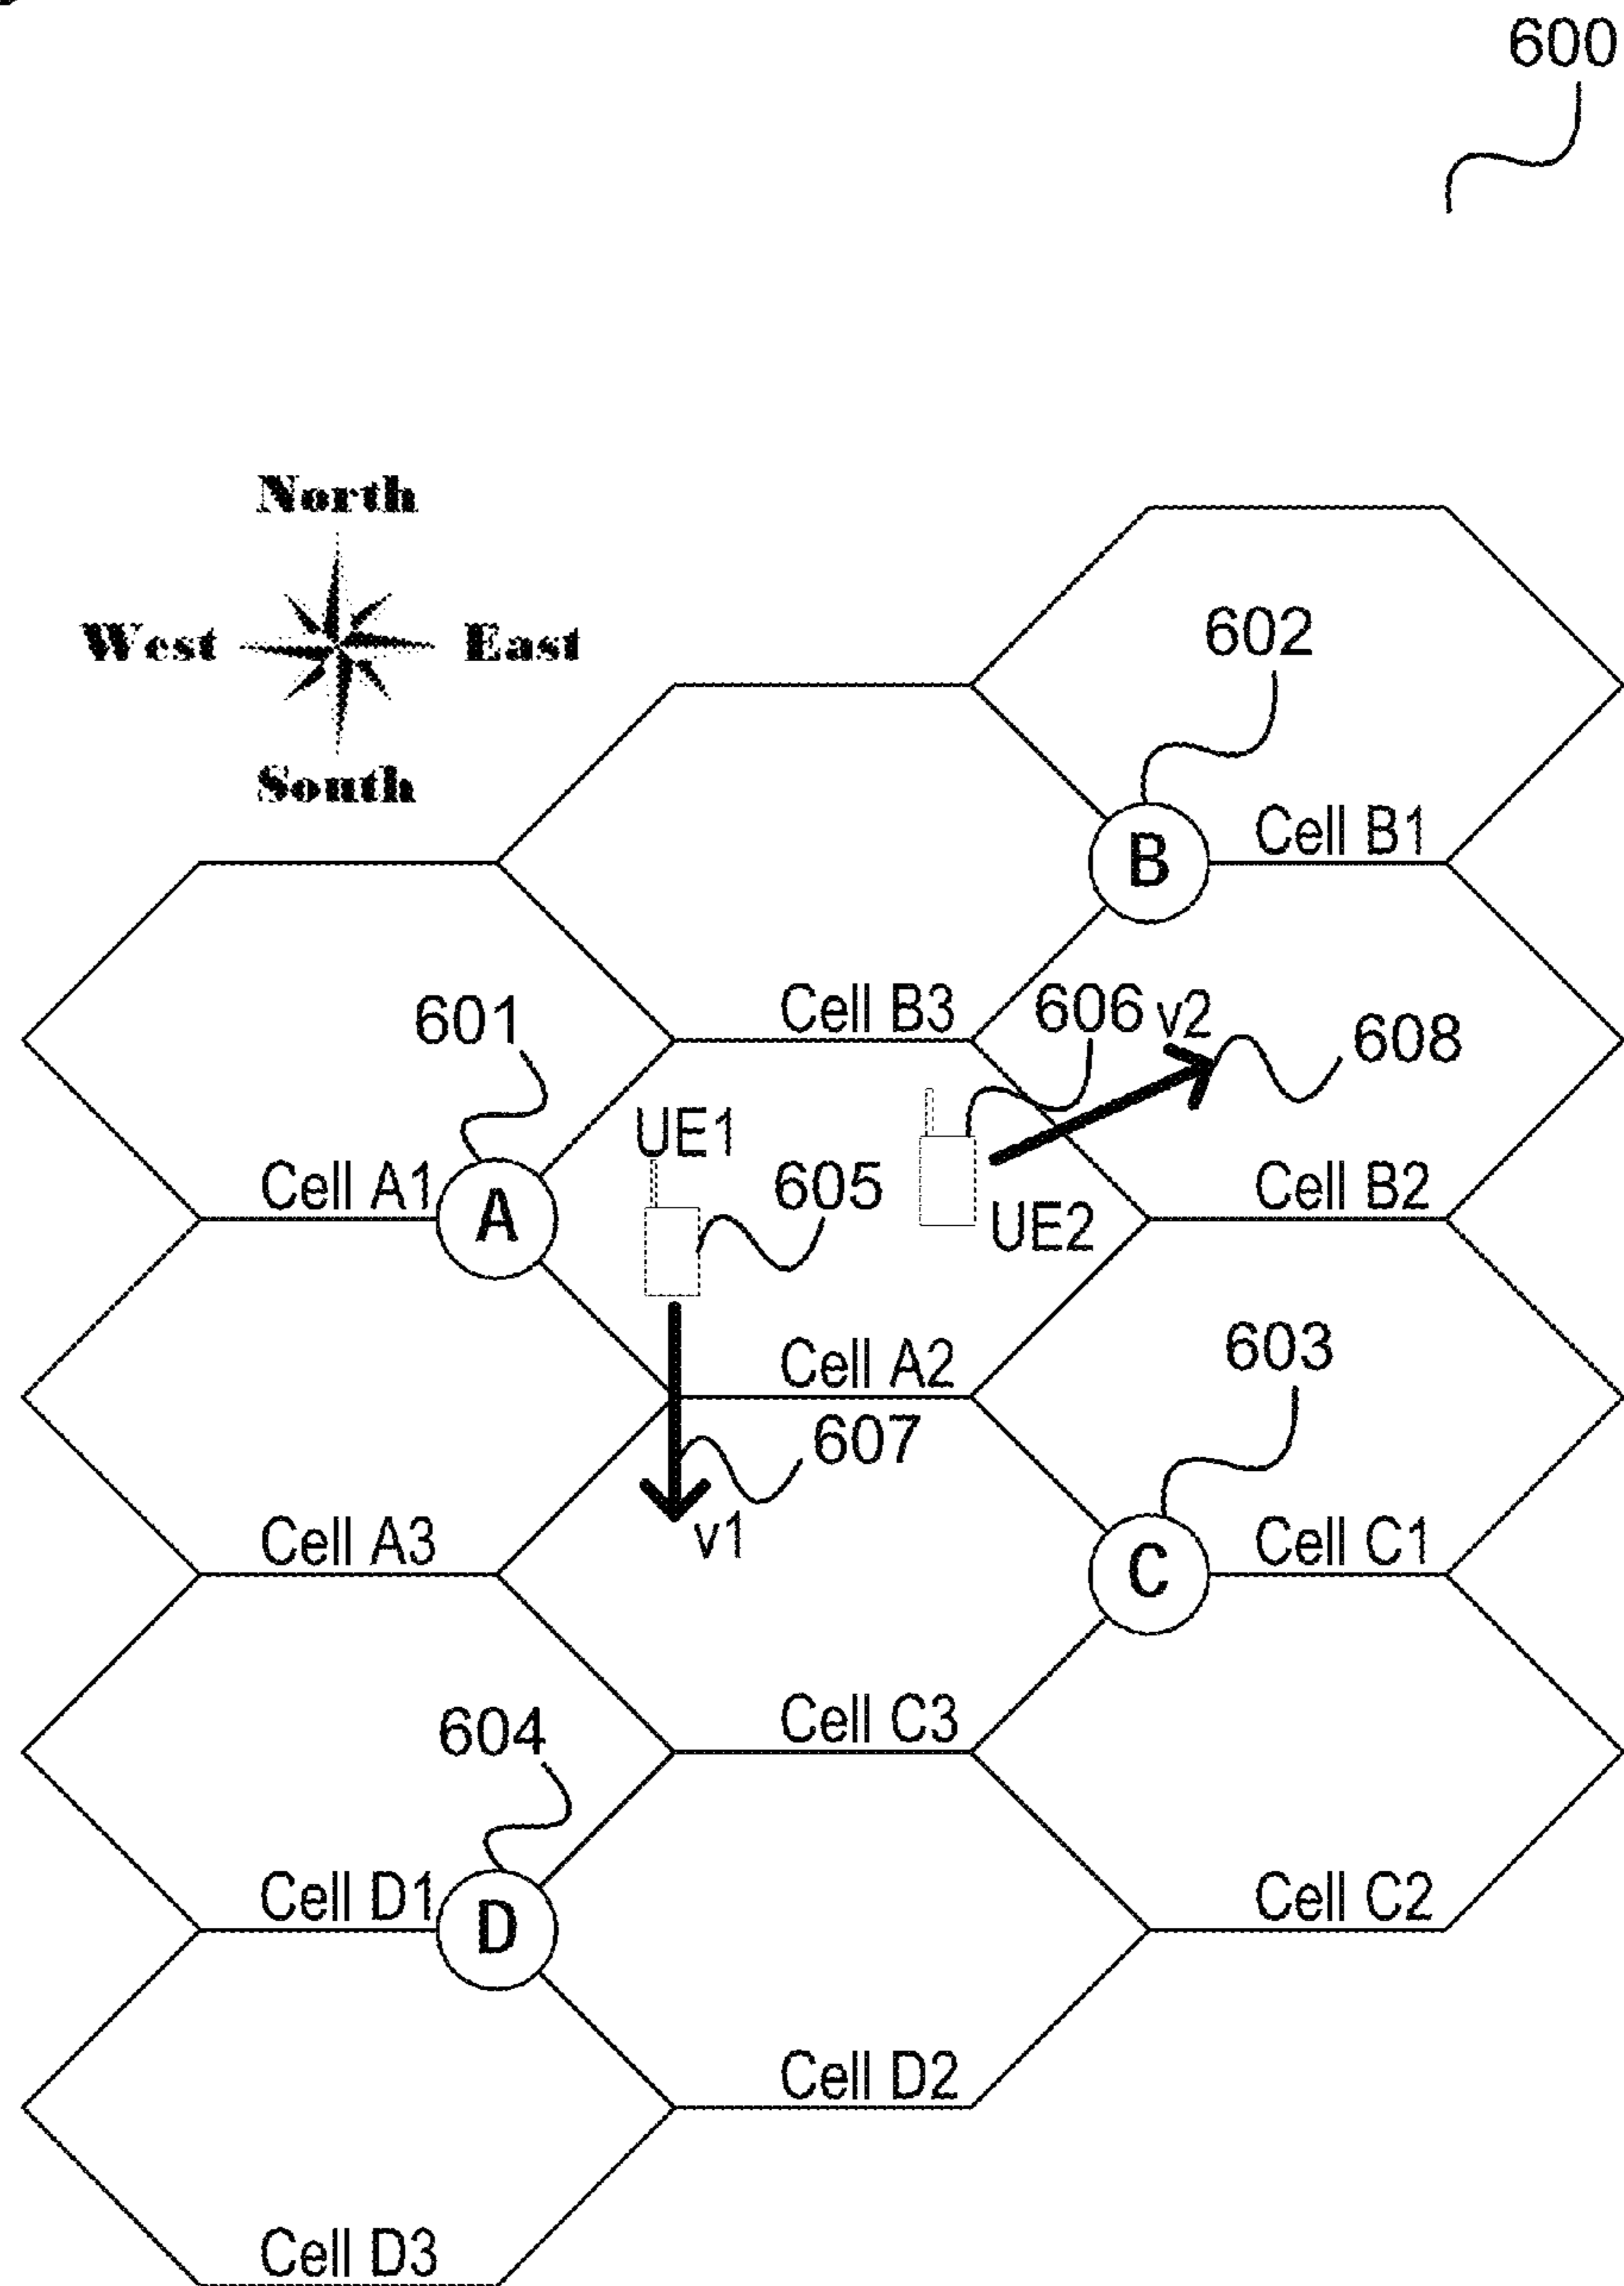 600
North
West
East
South
602
Cell B1
B
601
Cell B3
606
v2
608
UE1
605
Cell A1
A
UE2
Cell B2
603
Cell A2
607
v1
Cell A3
C
Cell C1
604
Cell C3
Cell D1
D
Cell C2
Cell D2
Cell D3